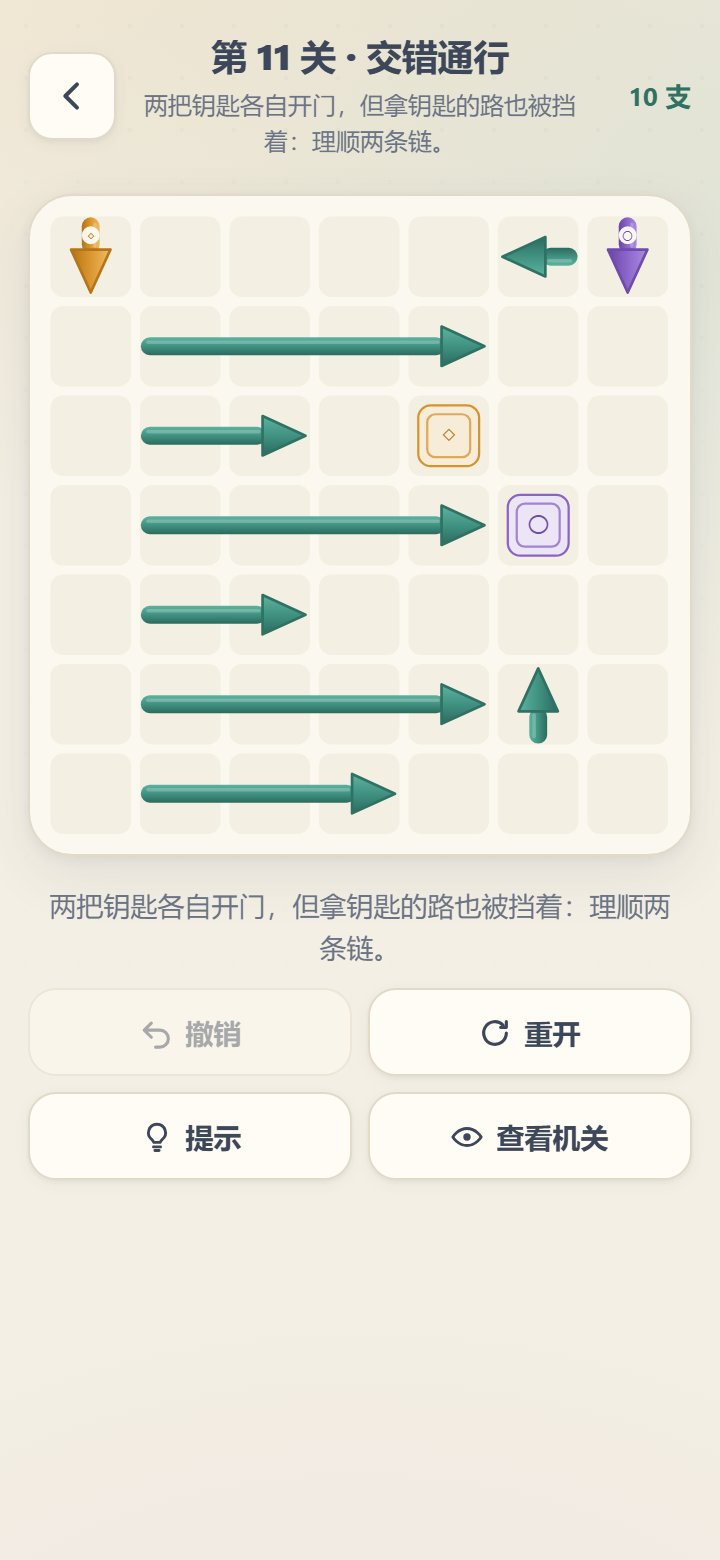 第 11 关 · 交错通行
两把钥匙各自开门，但拿钥匙的路也被挡
着：理顺两条链。
10 支
两把钥匙各自开门，但拿钥匙的路也被挡着：理顺两
条链。
撤销
重开
提示
查看机关